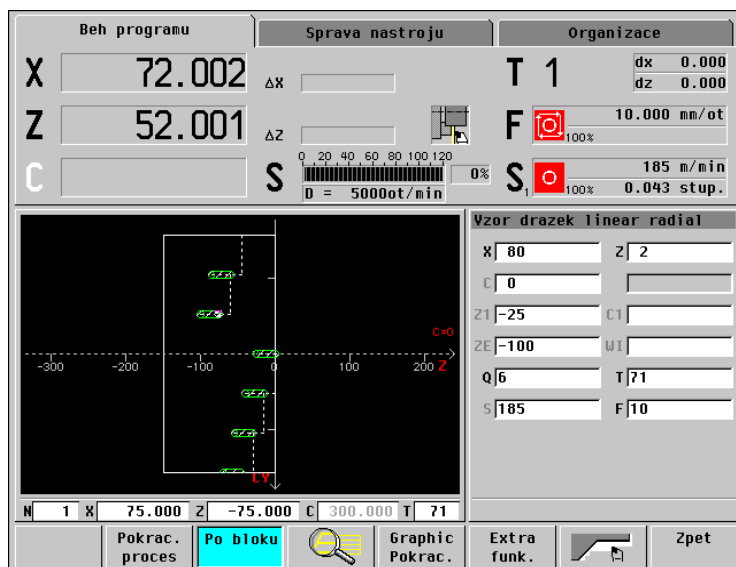 Beh programu Sprava nastroju Organizace
X 72.002 ΔX T 1 dx 0.000
dz 0.000
Z 52.001 ΔZ F 100% 10.000 mm/ot
C S 0 20 40 60 80 100 120 0% S1 100% 185 m/min
D = 5000ot/min 0.043 stup.
Vzor drazek linear radial
X 80 Z 2
C 0
Z1 -25 C1
ZE -100 WI
Q 6 T 71
S 185 F 10
C=0
-300 -200 -100 0 100 200 Z
CY
N 1 X 75.000 Z -75.000 C 300.000 T 71
Pokrac. proces Po bloku Graphic Pokrac. Extra funk. Zpet